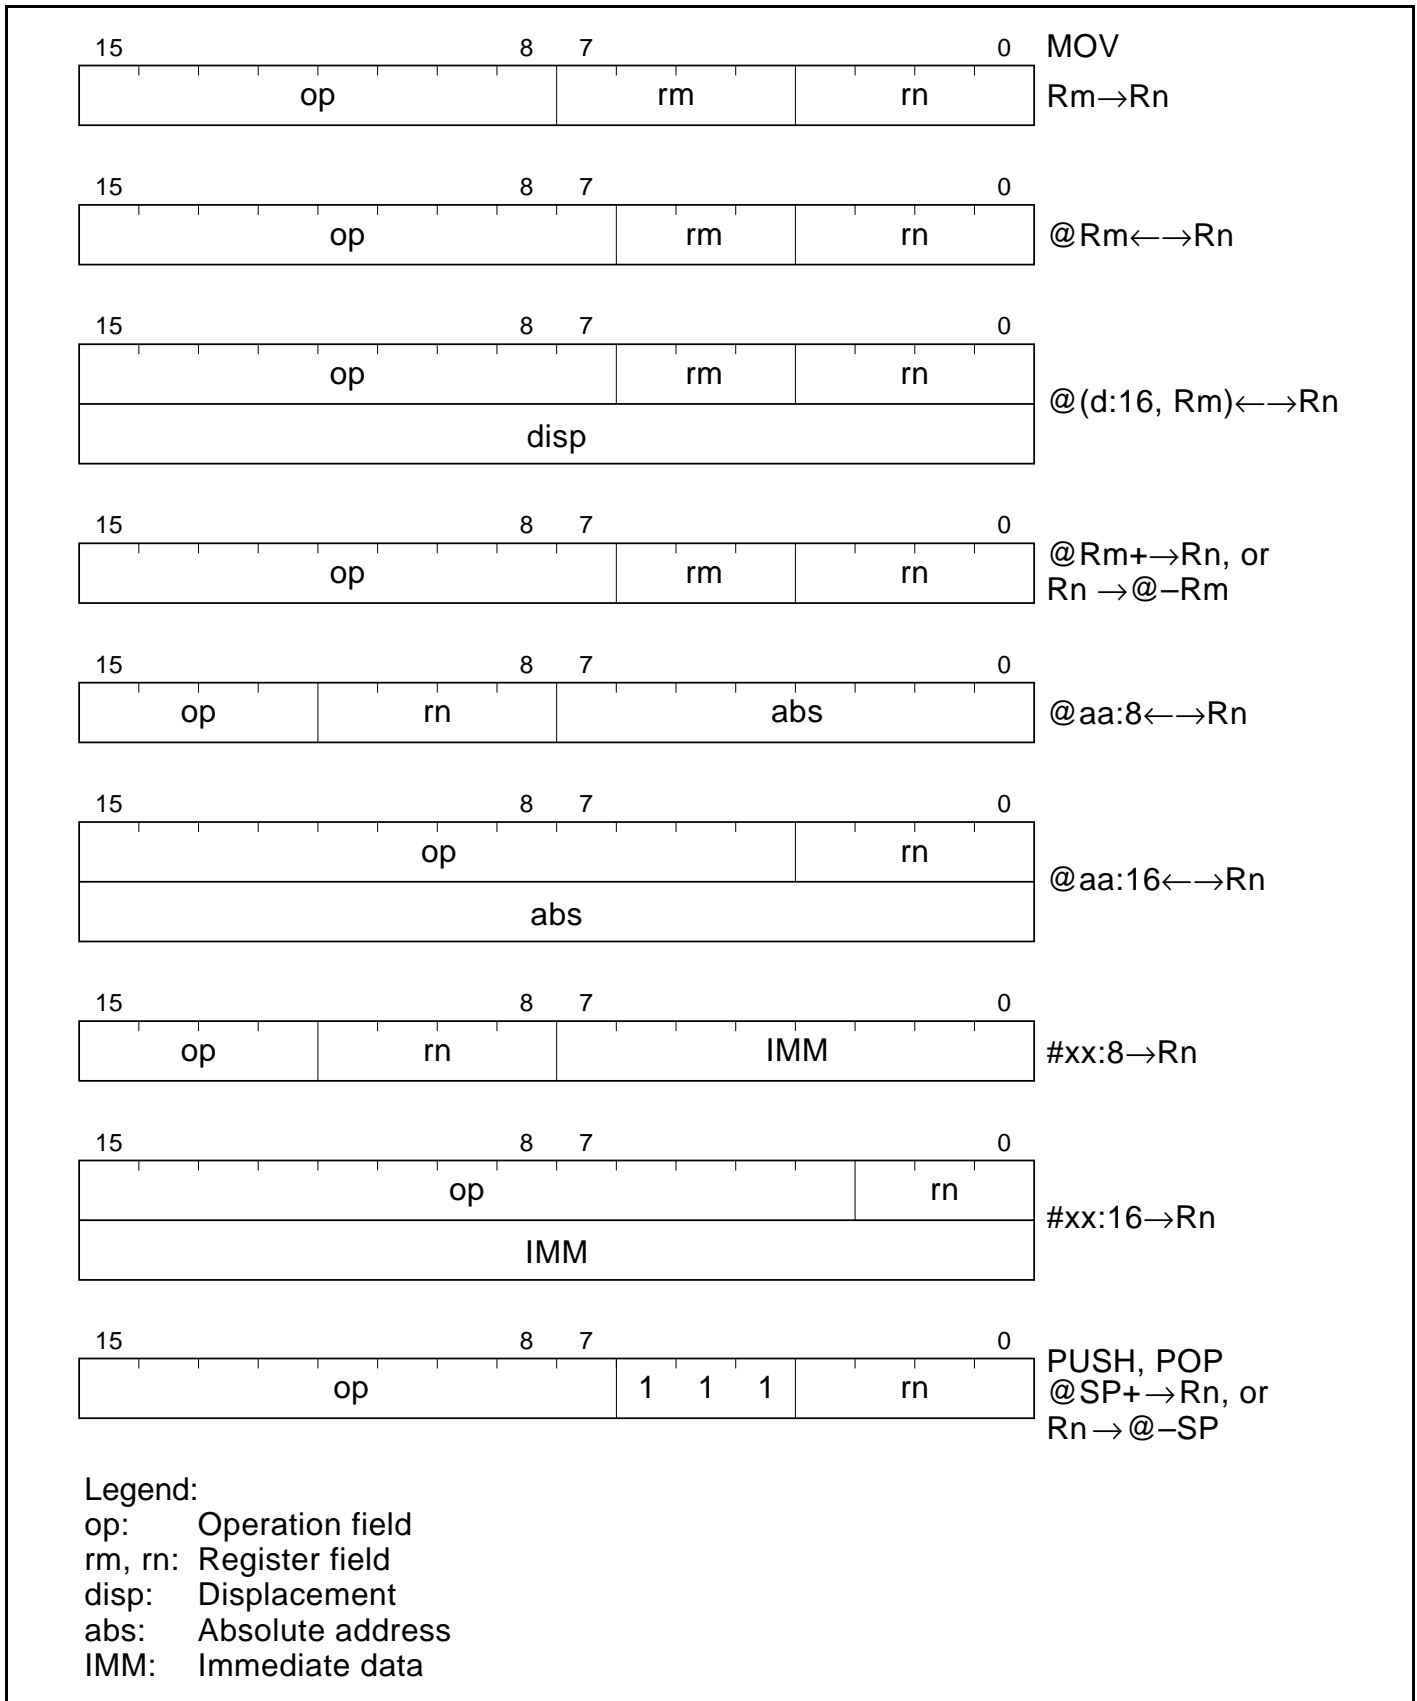 15 8 7 0 MOV
op rm rn Rm→Rn
15 8 7 0
op rm rn @Rm←→Rn
15 8 7 0
op rm rn
@(d:16, Rm)←→Rn
disp
15 8 7 0
op rm rn @Rm+→Rn, or
Rn →@–Rm
15 8 7 0
op rn abs @aa:8←→Rn
15 8 7 0
op rn
@aa:16←→Rn
abs
15 8 7 0
op rn IMM #xx:8→Rn
15 8 7 0
op rn
#xx:16→Rn
IMM
15 8 7 0
PUSH, POP
op 1 1 1 rn @SP+→Rn, or
Rn→@–SP
Legend:
op: Operation field
rm, rn: Register field
disp: Displacement
abs: Absolute address
IMM: Immediate data